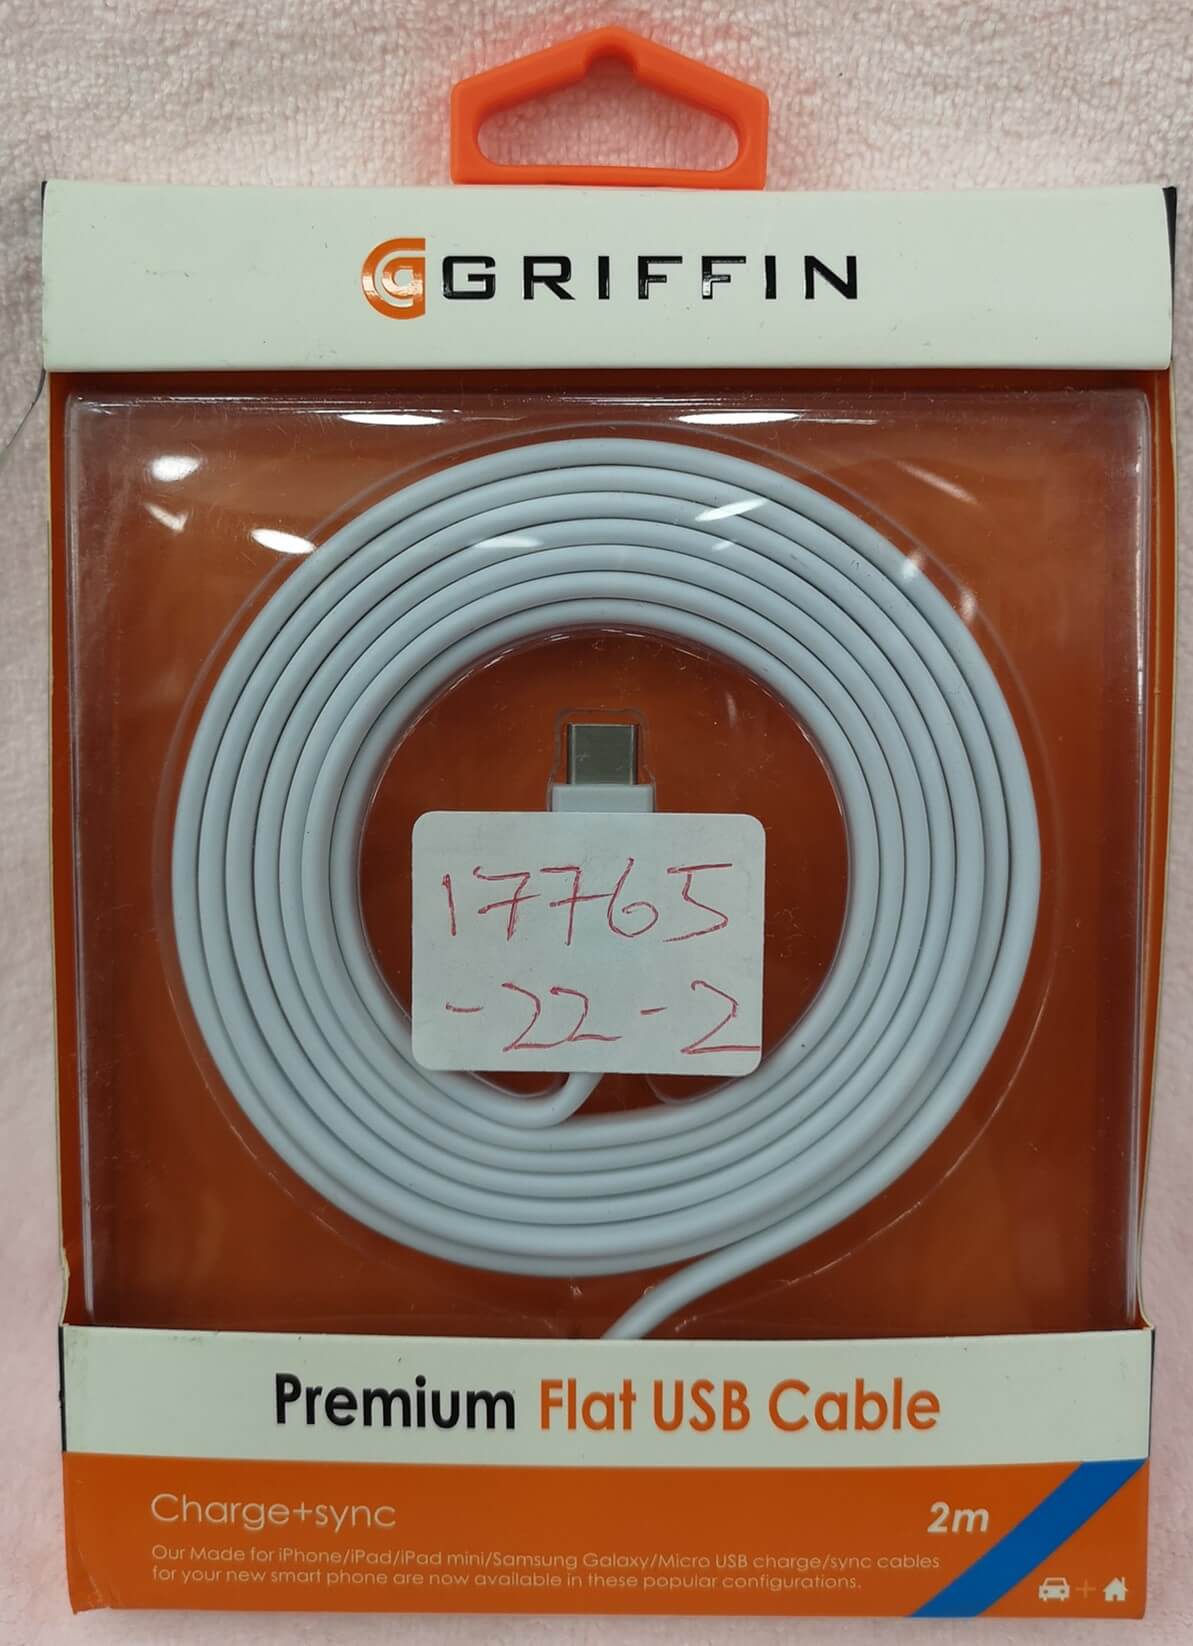 GRIFFIN
17765
-22-2
Premium Flat USB Cable
Charge+sync
2m
Our Made for iPhone/iPad/iPad mini/Samsung Galaxy/Micro USB charge/sync cables
for your new smart phone are now available in these popular configurations.